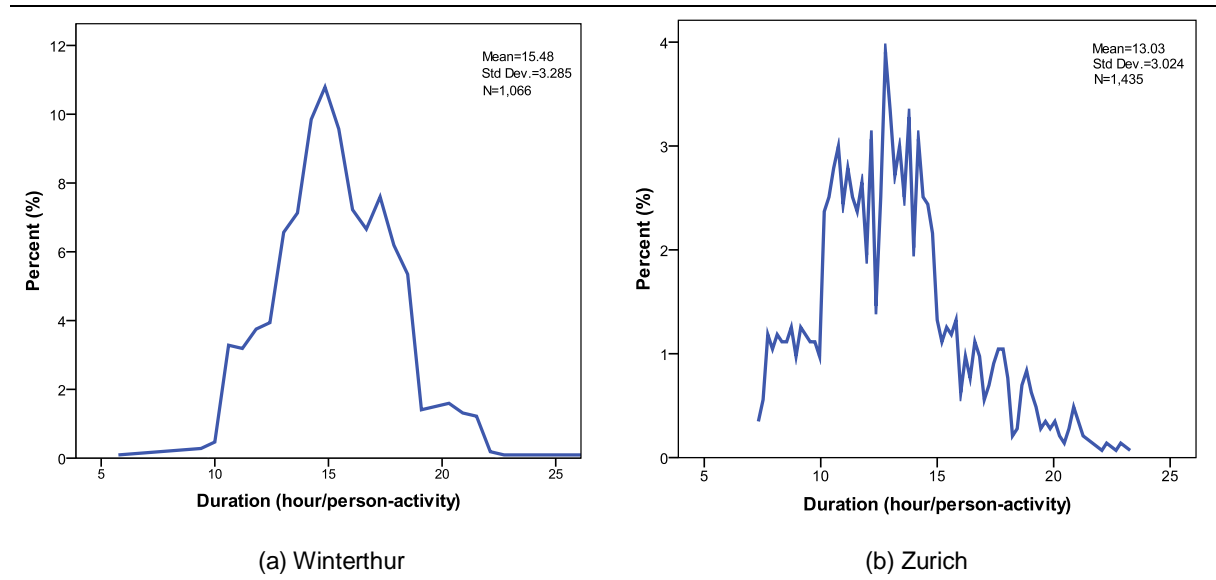 12
10
8
6
4
2
0
Percent (%)
Mean=15.48
Std Dev.=3.285
N=1,066
5 10 15 20 25
Duration (hour/person-activity)
(a) Winterthur
4
3
2
1
0
Percent (%)
Mean=13.03
Std Dev.=3.024
N=1,435
5 10 15 20 25
Duration (hour/person-activity)
(b) Zurich